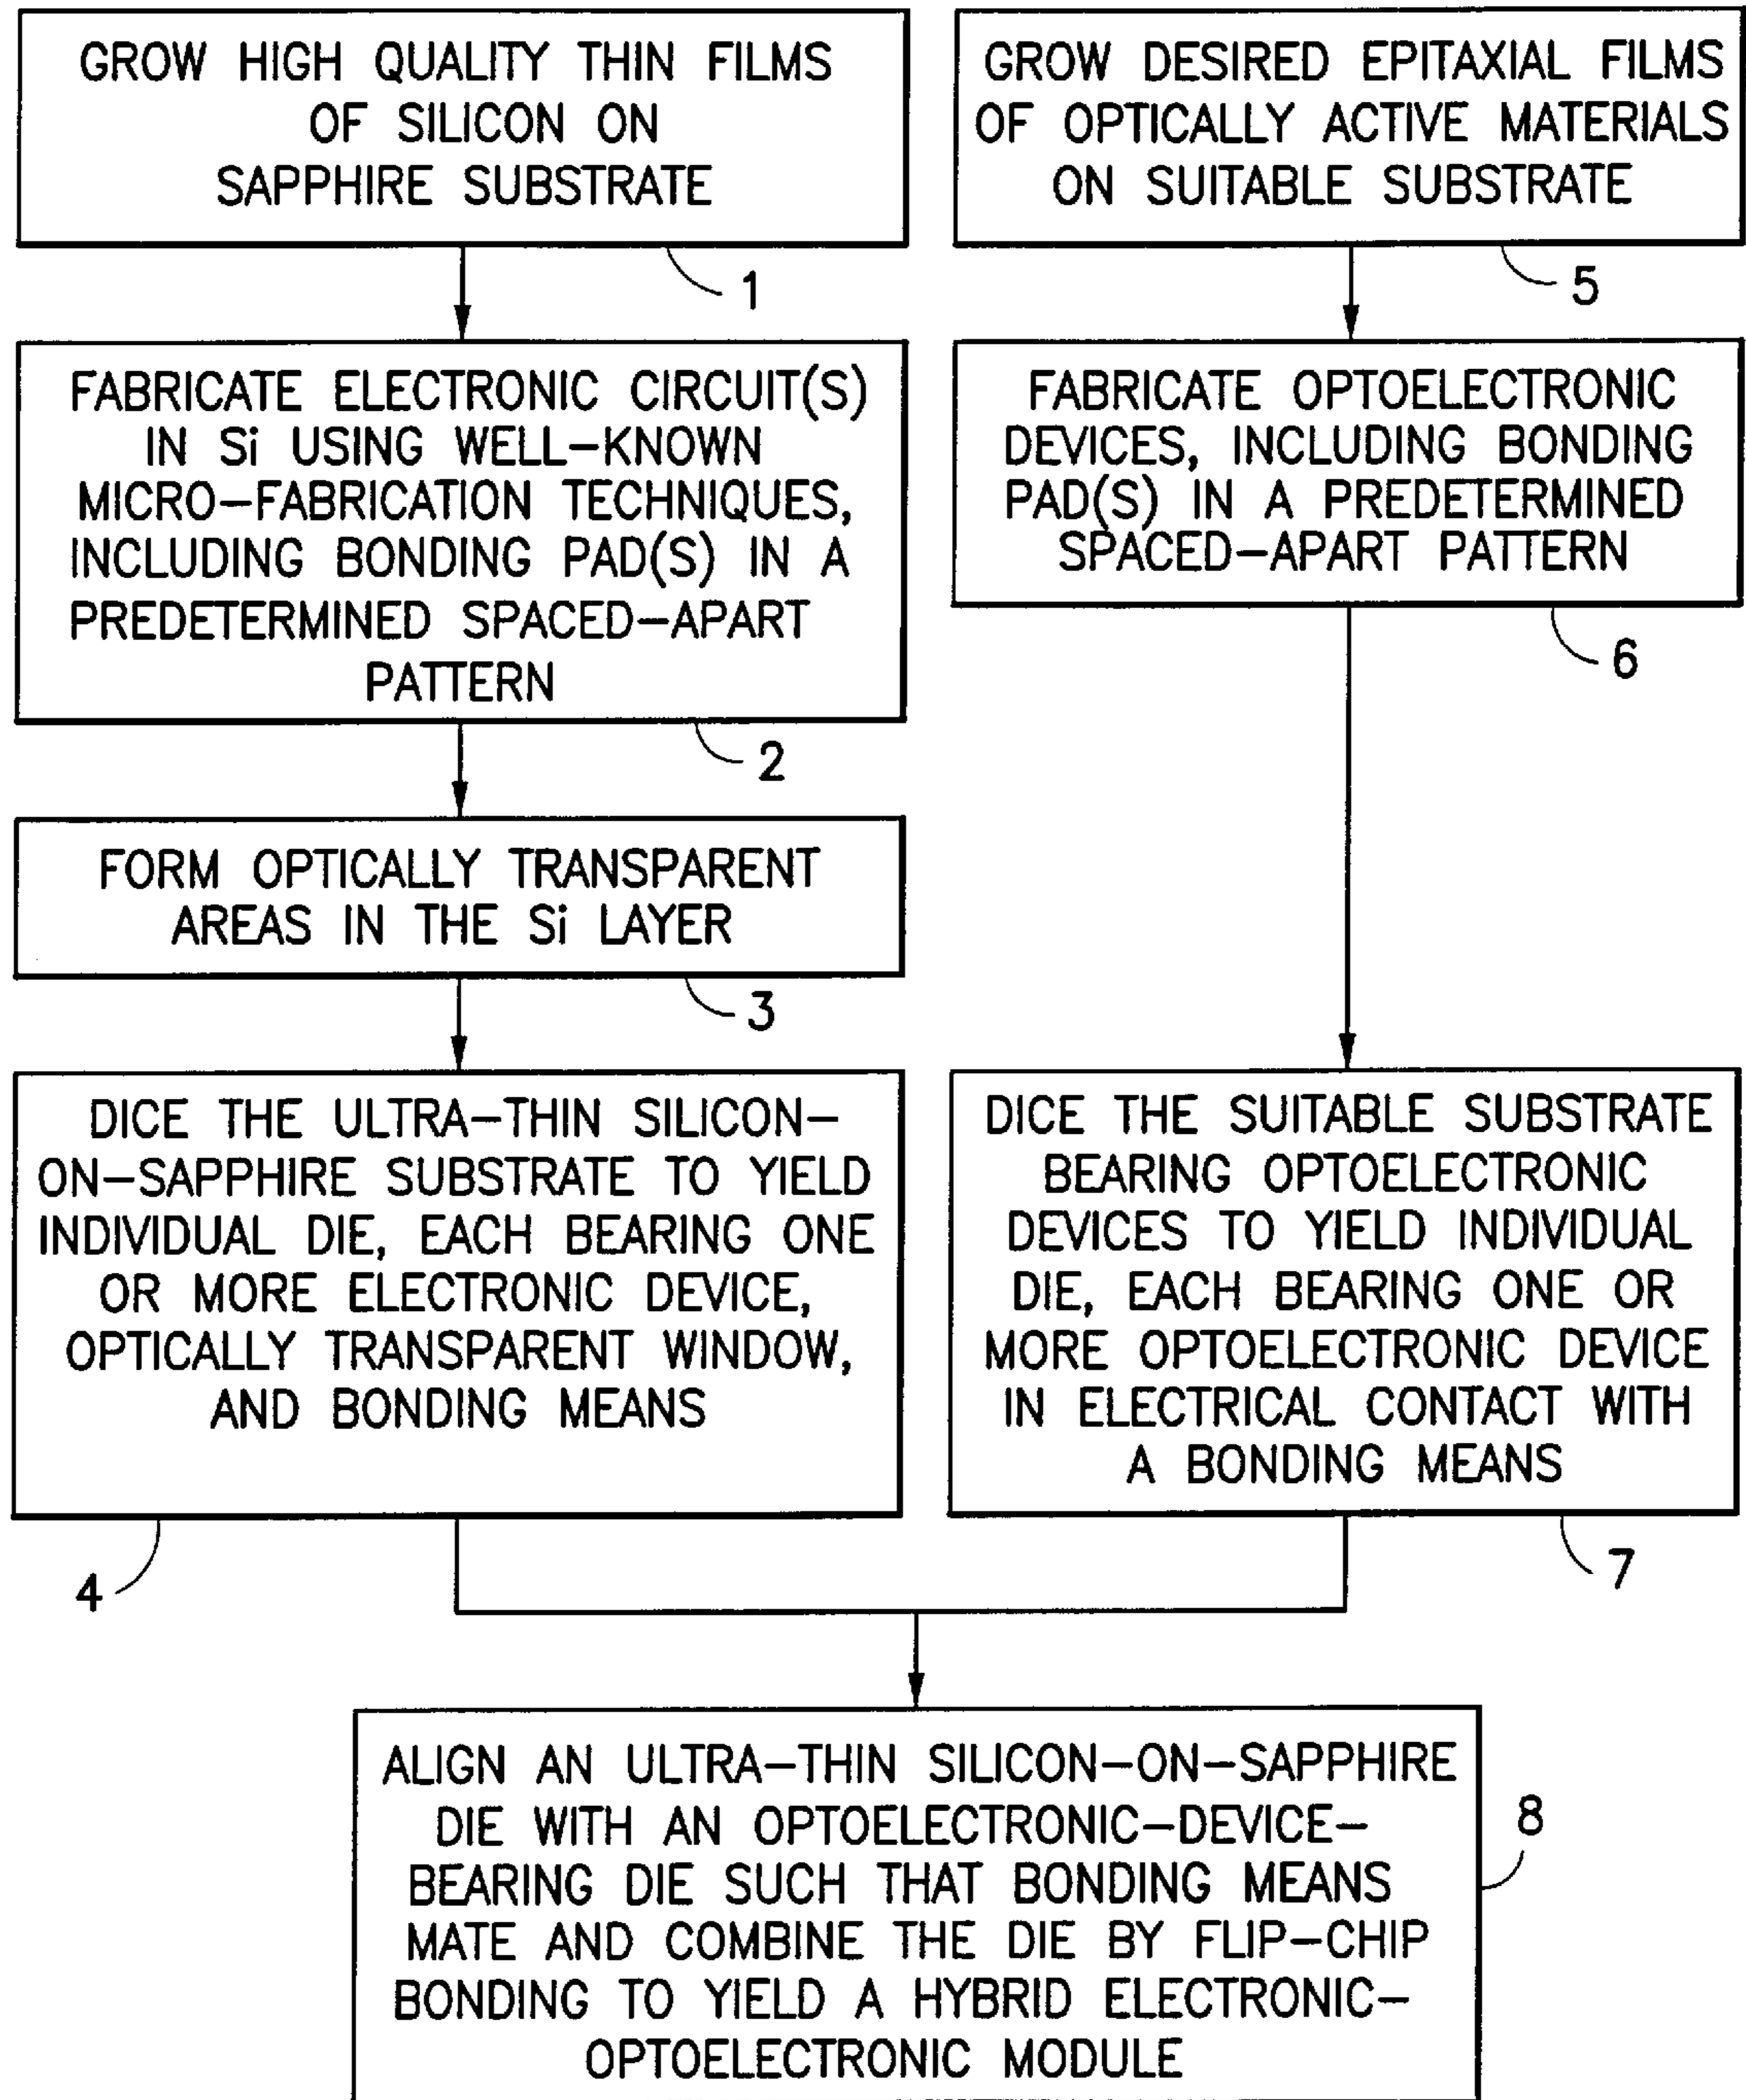 GROW HIGH QUALITY THIN FILMS
OF SILICON ON
SAPPHIRE SUBSTRATE
1
FABRICATE ELECTRONIC CIRCUIT(S)
IN Si USING WELL–KNOWN
MICRO–FABRICATION TECHNIQUES,
INCLUDING BONDING PAD(S) IN A
PREDETERMINED SPACED–APART
PATTERN
2
FORM OPTICALLY TRANSPARENT
AREAS IN THE Si LAYER
3
DICE THE ULTRA–THIN SILICON–
ON–SAPPHIRE SUBSTRATE TO YIELD
INDIVIDUAL DIE, EACH BEARING ONE
OR MORE ELECTRONIC DEVICE,
OPTICALLY TRANSPARENT WINDOW,
AND BONDING MEANS
4
GROW DESIRED EPITAXIAL FILMS
OF OPTICALLY ACTIVE MATERIALS
ON SUITABLE SUBSTRATE
5
FABRICATE OPTOELECTRONIC
DEVICES, INCLUDING BONDING
PAD(S) IN A PREDETERMINED
SPACED–APART PATTERN
6
DICE THE SUITABLE SUBSTRATE
BEARING OPTOELECTRONIC
DEVICES TO YIELD INDIVIDUAL
DIE, EACH BEARING ONE OR
MORE OPTOELECTRONIC DEVICE
IN ELECTRICAL CONTACT WITH
A BONDING MEANS
7
ALIGN AN ULTRA–THIN SILICON–ON–SAPPHIRE
DIE WITH AN OPTOELECTRONIC–DEVICE–
BEARING DIE SUCH THAT BONDING MEANS
MATE AND COMBINE THE DIE BY FLIP–CHIP
BONDING TO YIELD A HYBRID ELECTRONIC–
OPTOELECTRONIC MODULE
8